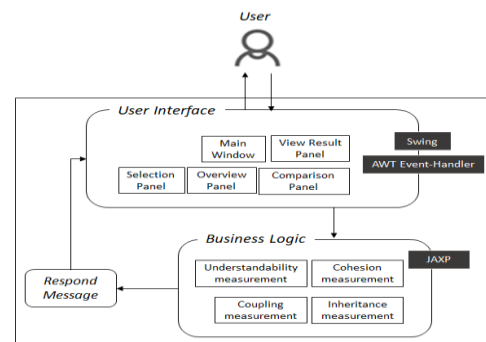 User
User Interface
Main
Window
View Result
Panel
Swing
AWT Event-Handler
Selection
Panel
Overview
Panel
Comparison
Panel
Business Logic
JAXP
Understandability
measurement
Cohesion
measurement
Respond
Message
Coupling
measurement
Inheritance
measurement